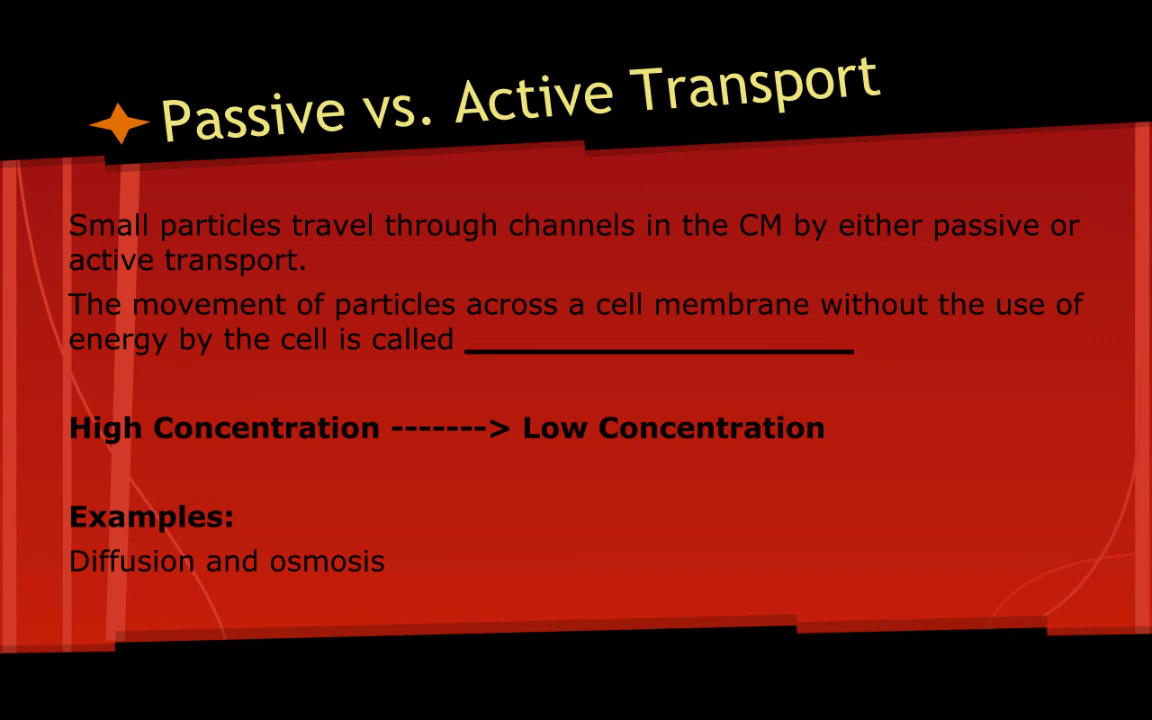 Passive vs. Active Transport
Small particles travel through channels in the CM by either passive or
active transport.
The movement of particles across a cell membrane without the use of
energy by the cell is called ____________________
High Concentration -------> Low Concentration
Examples:
Diffusion and osmosis